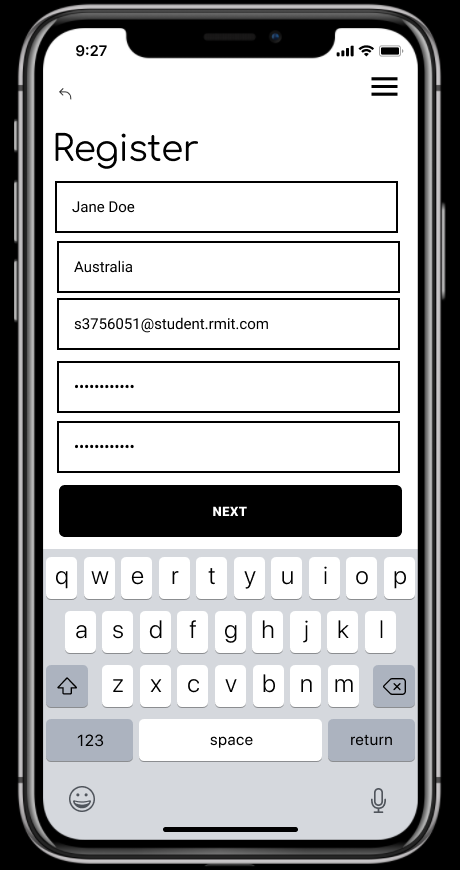 9:27
Register
Jane Doe
Australia
s3756051@student.rmit.com
••••••••••••
••••••••••••
NEXT
q w e r t y u i o p
a s d f g h j k l
z x c v b n m
123 space return